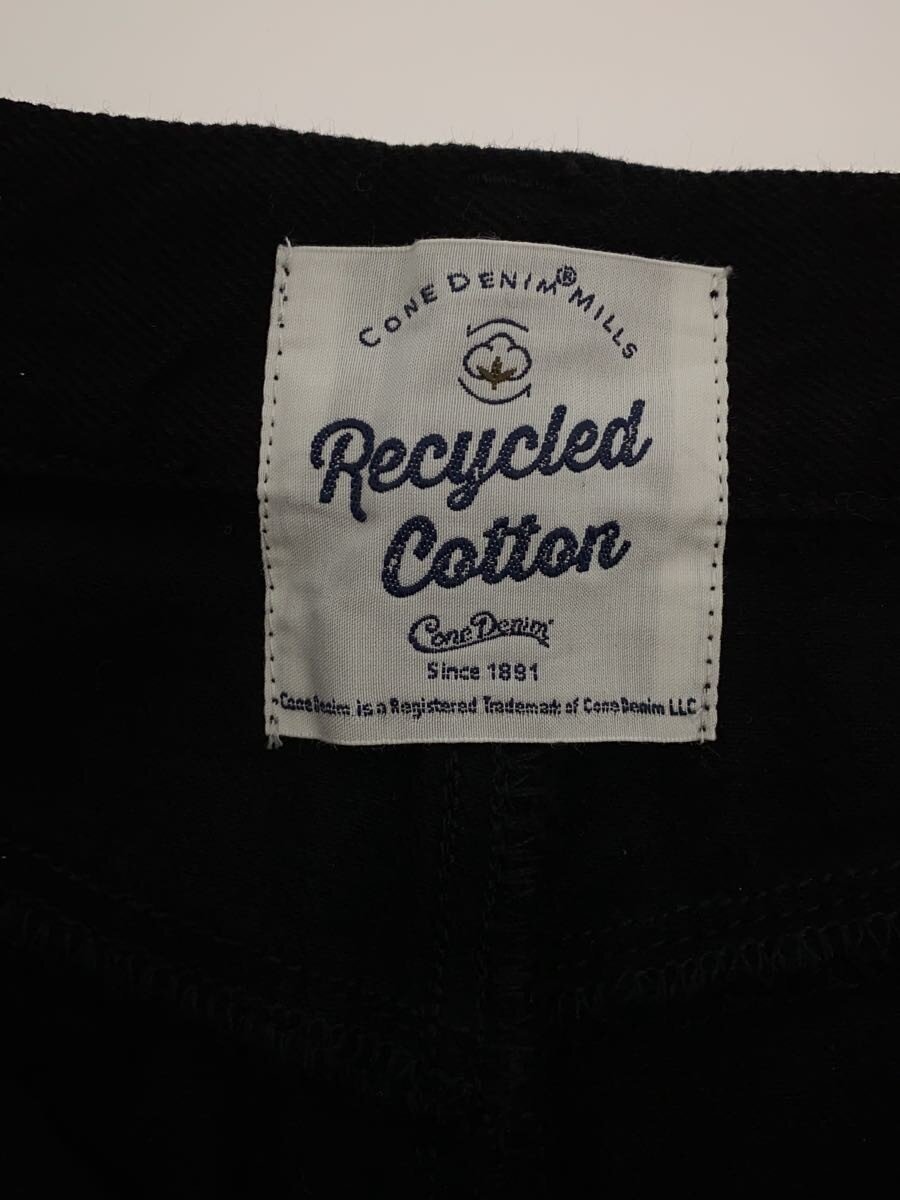 CONE DENIM® MILLS
Recycled
Cotton
Cone Denim
Since 1891
Cone Denim is a Registered Trademark of Cone Denim LLC